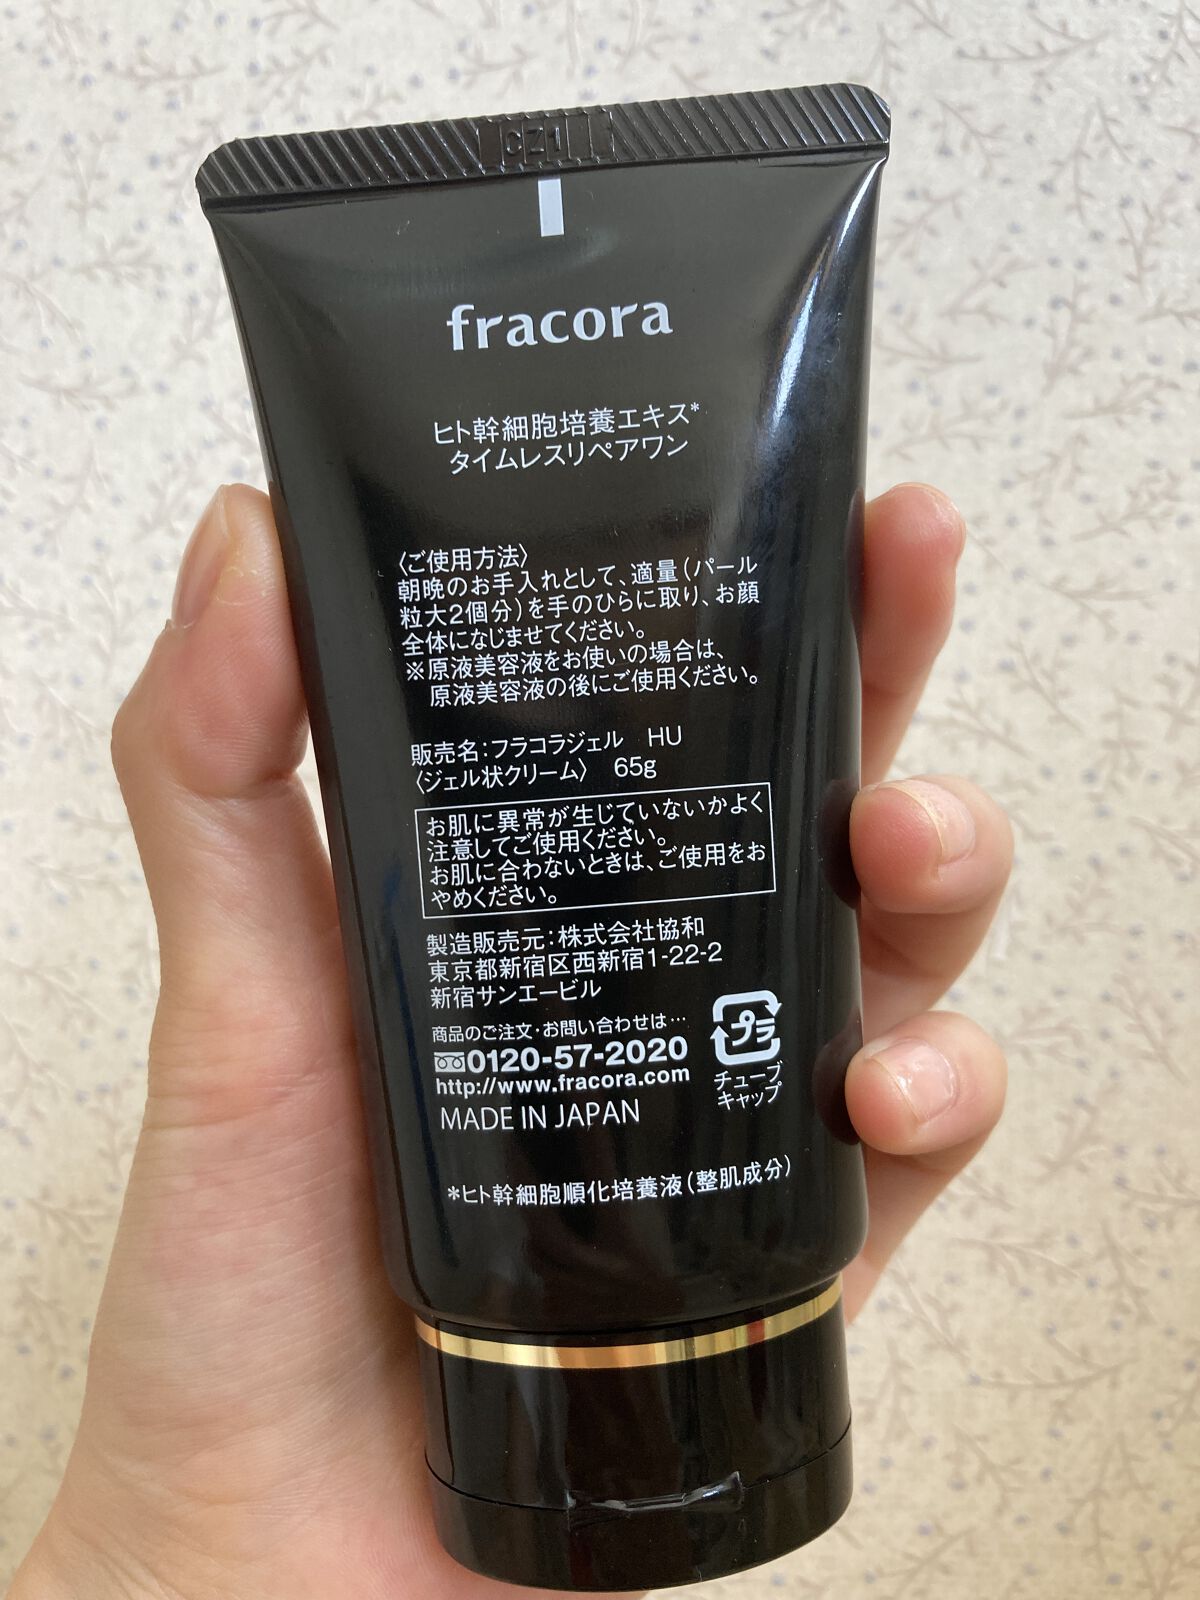 CZ1
fracora
ヒト幹細胞培養エキス*
タイムレスリペアワン
〈ご使用方法〉
朝晩のお手入れとして、適量(パール
粒大2個分)を手のひらに取り、お顔
全体になじませてください。
※原液美容液をお使いの場合は、
原液美容液の後にご使用ください。
販売名:フラコラジェル HU
〈ジェル状クリーム〉 65g
お肌に異常が生じていないかよく
注意してご使用ください。
お肌に合わないときは、ご使用をお
やめください。
製造販売元:株式会社協和
東京都新宿区西新宿1-22-2
新宿サンエービル
商品のご注文・お問い合わせは…
0120-57-2020
http://www.fracora.com
MADE IN JAPAN
プラ
チューブ
キャップ
*ヒト幹細胞順化培養液(整肌成分)